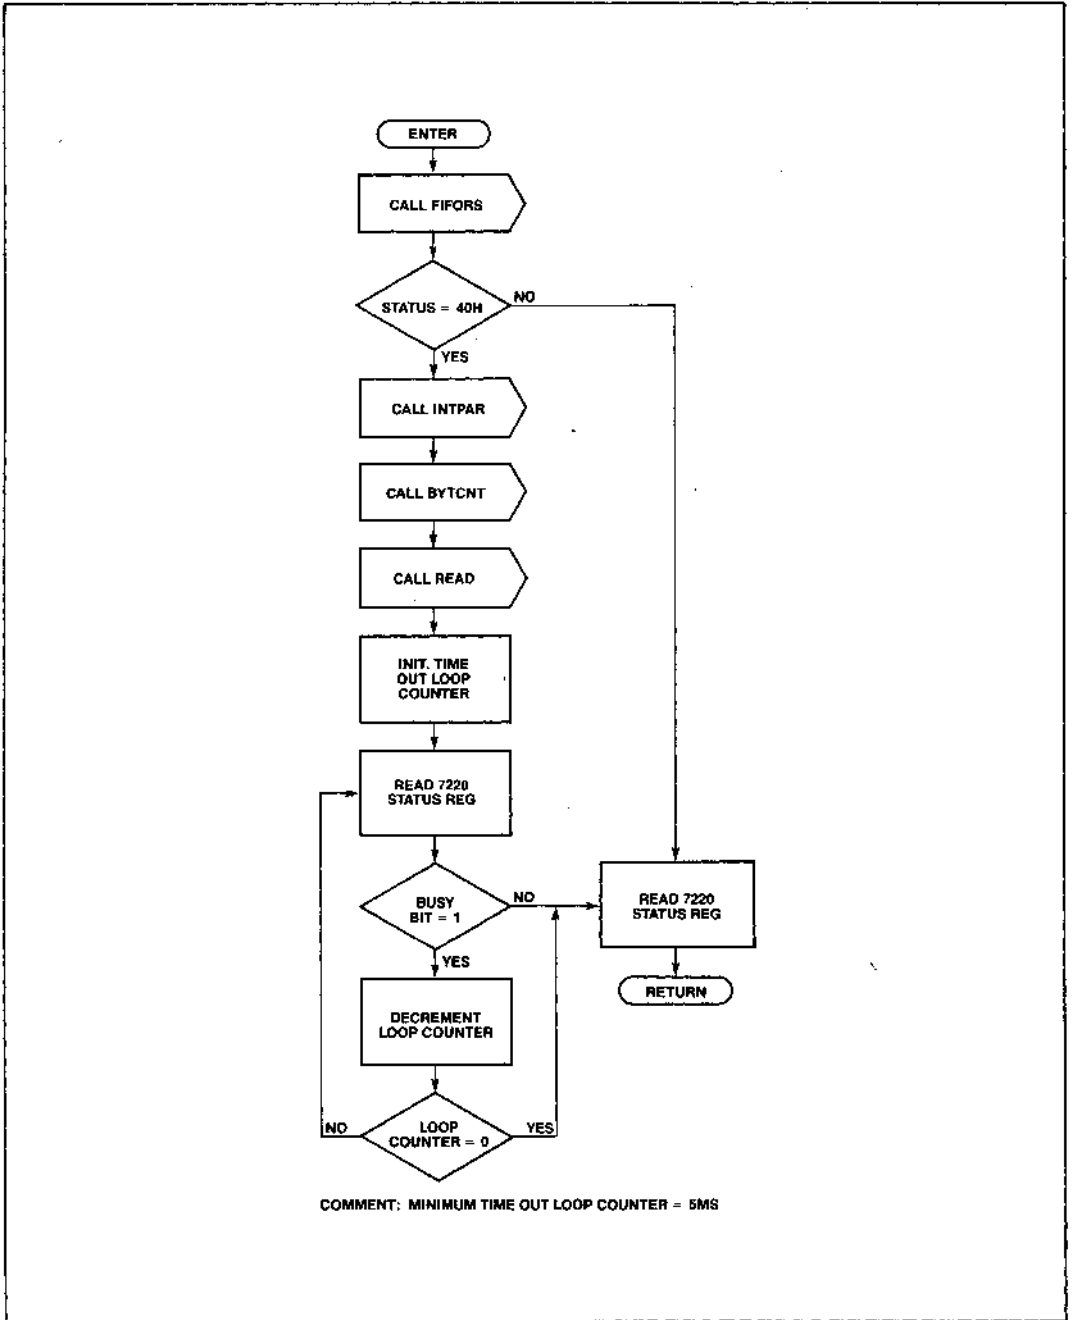 ENTER
CALL FIFORS
STATUS = 40H
NO
YES
CALL INTPAR
CALL BYTCNT
CALL READ
INIT. TIME
OUT LOOP
COUNTER
READ 7220
STATUS REG
BUSY
BIT = 1
NO
READ 7220
STATUS REG
YES
RETURN
DECREMENT
LOOP COUNTER
NO
LOOP
COUNTER = 0
YES
COMMENT: MINIMUM TIME OUT LOOP COUNTER = 5MS